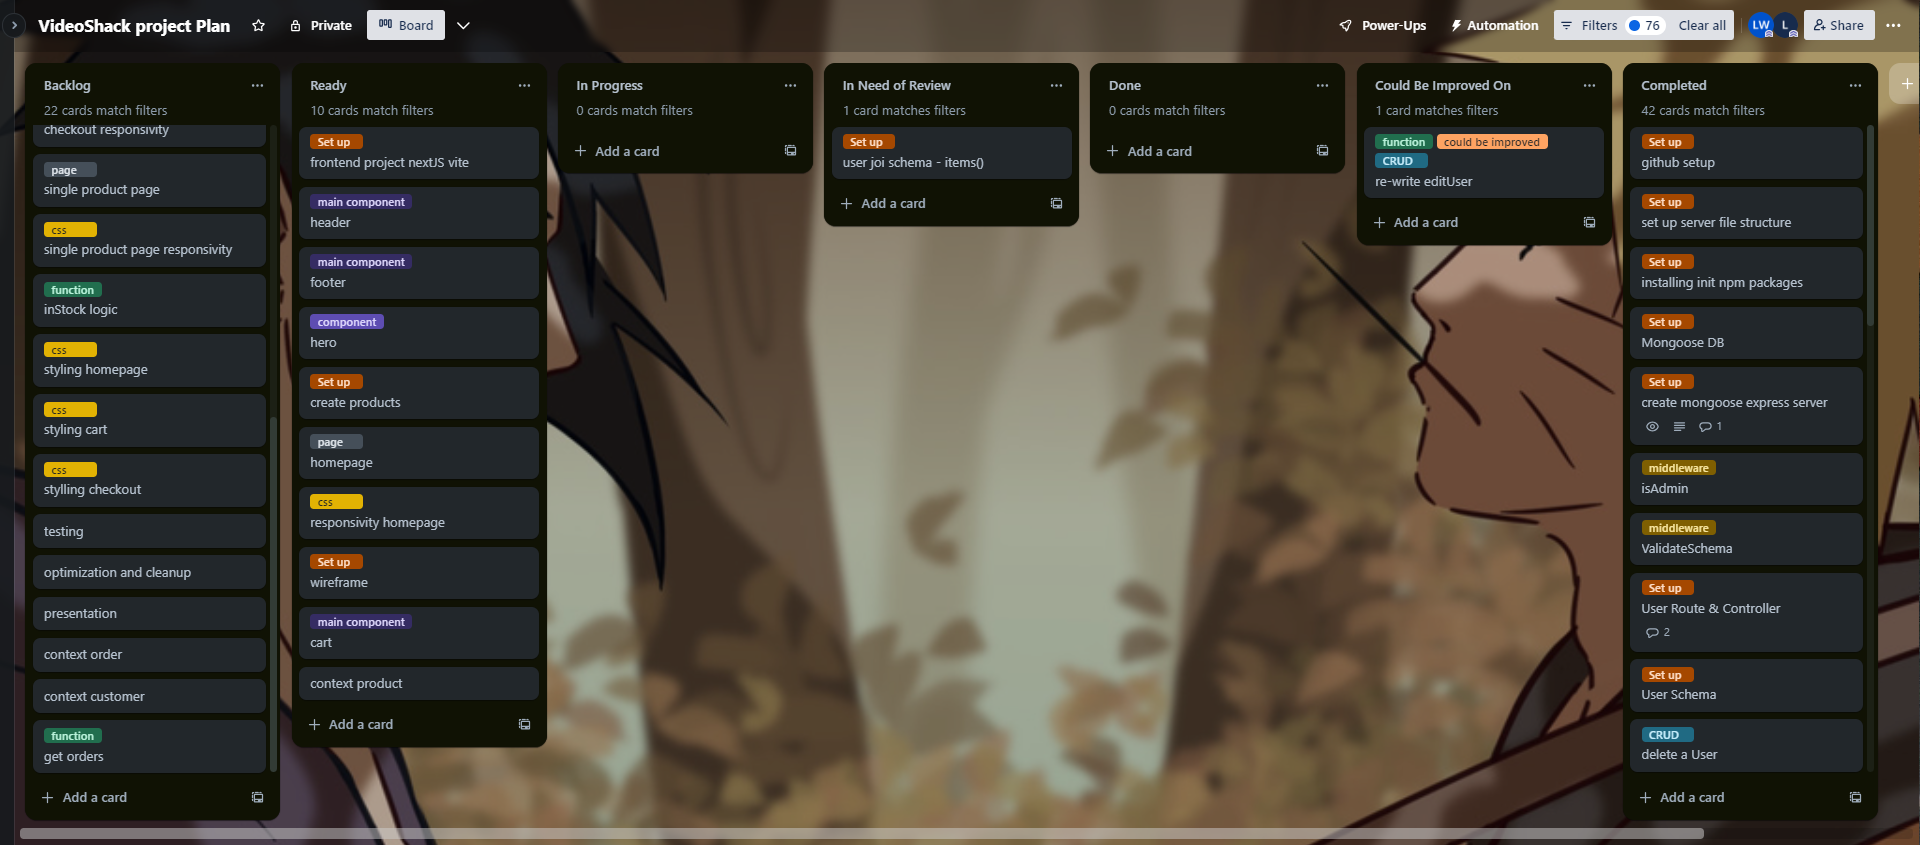 VideoShack project Plan
Private
Board
Power-Ups
Automation
Filters
76
Clear all
LW
L
Share
Backlog
22 cards match filters
checkout responsivity
page
single product page
css
single product page responsivity
function
inStock logic
css
styling homepage
css
styling cart
css
stylling checkout
testing
optimization and cleanup
presentation
context order
context customer
function
get orders
+ Add a card
Ready
10 cards match filters
Set up
frontend project nextJS vite
main component
header
main component
footer
component
hero
Set up
create products
page
homepage
css
responsivity homepage
Set up
wireframe
main component
cart
context product
+ Add a card
In Progress
0 cards match filters
+ Add a card
In Need of Review
1 card matches filters
Set up
user joi schema - items()
+ Add a card
Done
0 cards match filters
+ Add a card
Could Be Improved On
1 card matches filters
function
could be improved
CRUD
re-write editUser
+ Add a card
Completed
42 cards match filters
Set up
github setup
Set up
set up server file structure
Set up
installing init npm packages
Set up
Mongoose DB
Set up
create mongoose express server
1
middleware
isAdmin
middleware
ValidateSchema
Set up
User Route & Controller
2
Set up
User Schema
CRUD
delete a User
+ Add a card